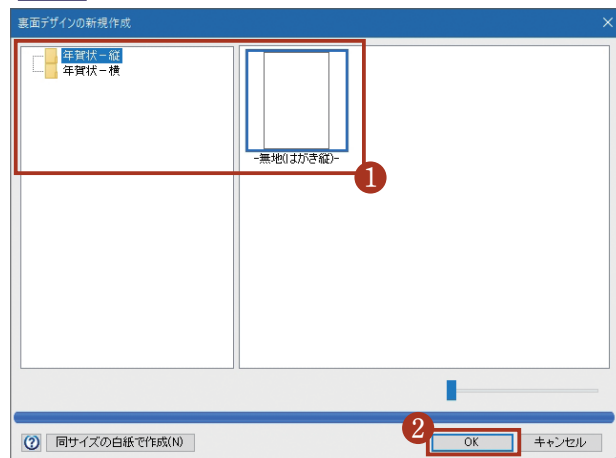 裏面デザインの新規作成
年賀状－縦
年賀状－横
-無地(はがき縦)-
1
2
? 同サイズの白紙で作成(N) OK キャンセル